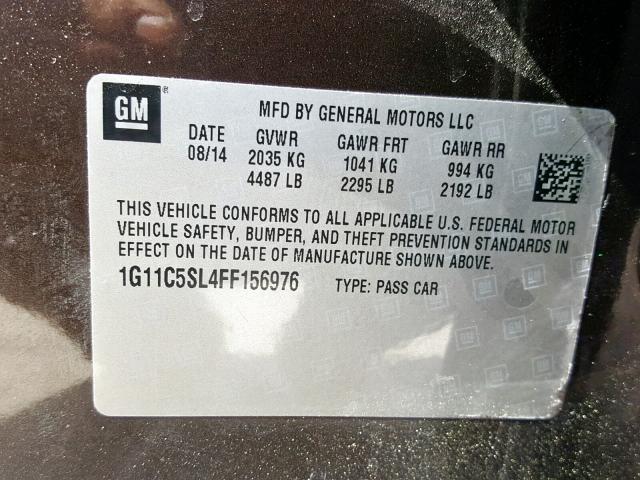 GM ®
MFD BY GENERAL MOTORS LLC
DATE GVWR GAWR FRT GAWR RR
08/14 2035 KG 1041 KG 994 KG
4487 LB 2295 LB 2192 LB
THIS VEHICLE CONFORMS TO ALL APPLICABLE U.S. FEDERAL MOTOR
VEHICLE SAFETY, BUMPER, AND THEFT PREVENTION STANDARDS IN
EFFECT ON THE DATE OF MANUFACTURE SHOWN ABOVE.
1G11C5SL4FF156976 TYPE: PASS CAR